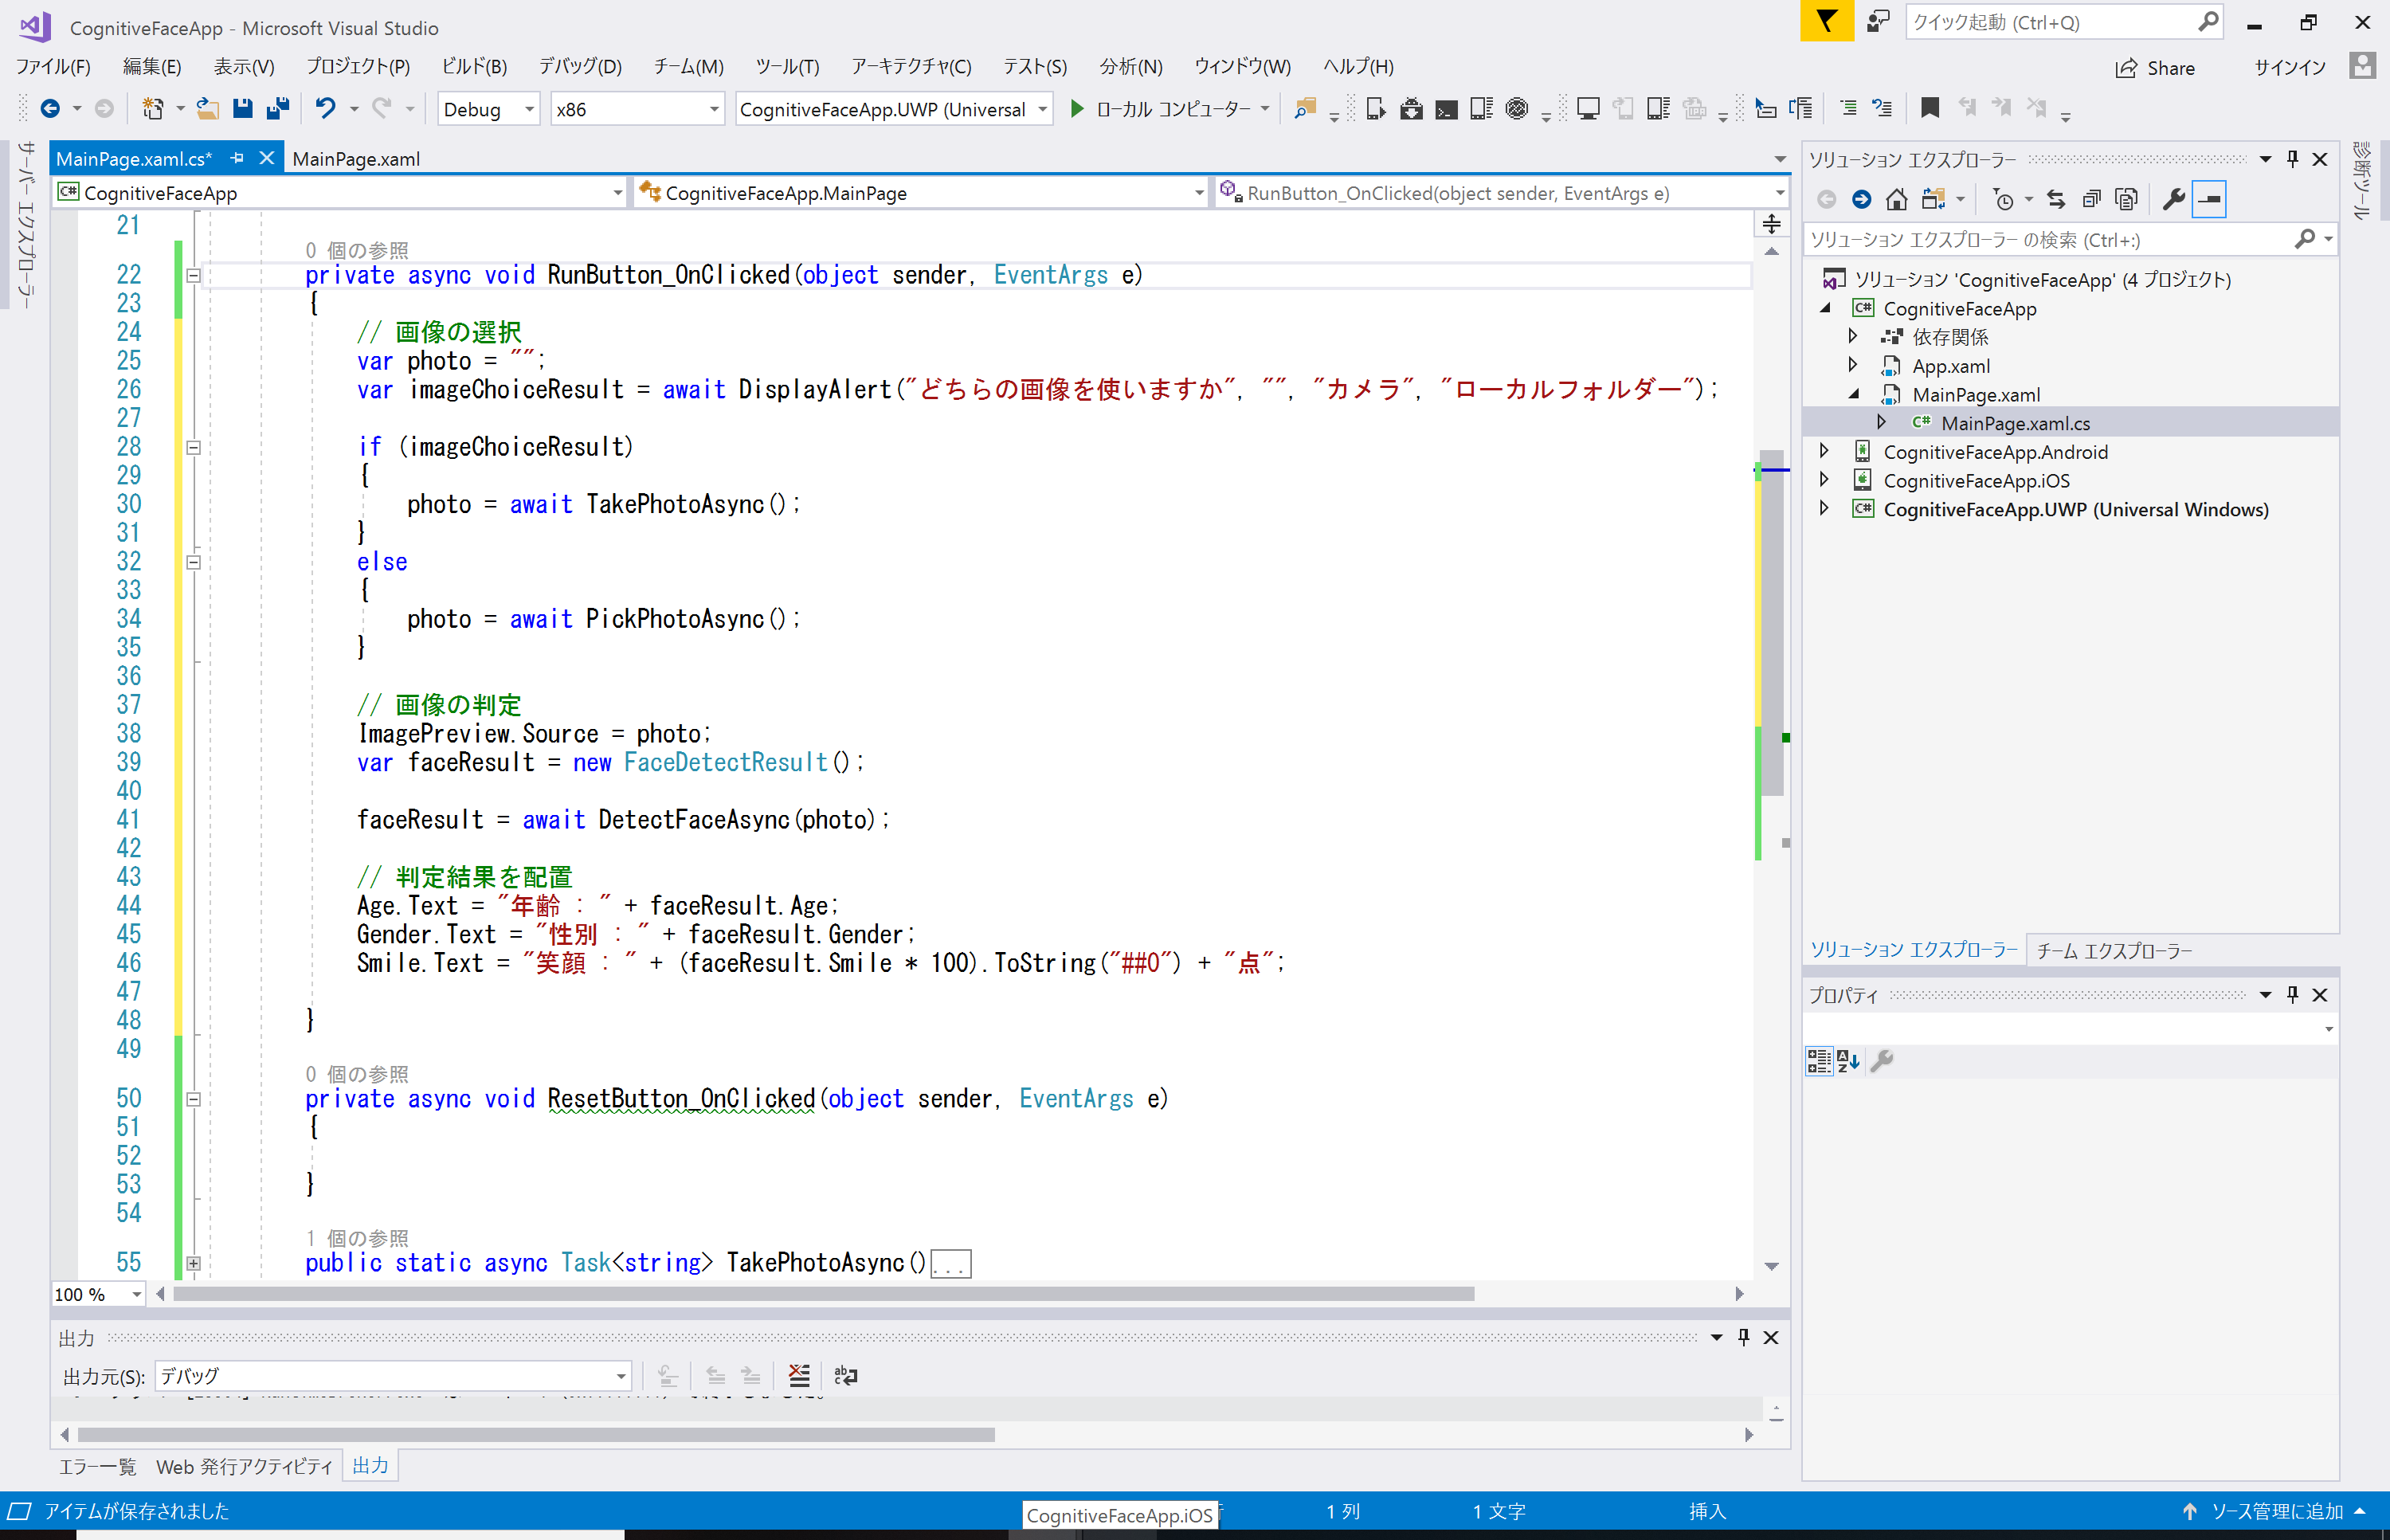 CognitiveFaceApp - Microsoft Visual Studio
クイック起動 (Ctrl+Q)
ファイル(F) 編集(E) 表示(V) プロジェクト(P) ビルド(B) デバッグ(D) チーム(M) ツール(T) アーキテクチャ(C) テスト(S) 分析(N) ウィンドウ(W) ヘルプ(H)
Share サインイン
Debug x86 CognitiveFaceApp.UWP (Universal ローカル コンピューター
サーバー エクスプローラー
MainPage.xaml.cs* MainPage.xaml
CognitiveFaceApp CognitiveFaceApp.MainPage RunButton_OnClicked(object sender, EventArgs e)
21
0 個の参照
22 private async void RunButton_OnClicked(object sender, EventArgs e)
23 {
24 // 画像の選択
25 var photo = "";
26 var imageChoiceResult = await DisplayAlert("どちらの画像を使いますか", "", "カメラ", "ローカルフォルダー");
27
28 if (imageChoiceResult)
29 {
30 photo = await TakePhotoAsync();
31 }
32 else
33 {
34 photo = await PickPhotoAsync();
35 }
36
37 // 画像の判定
38 ImagePreview.Source = photo;
39 var faceResult = new FaceDetectResult();
40
41 faceResult = await DetectFaceAsync(photo);
42
43 // 判定結果を配置
44 Age.Text = "年齢 : " + faceResult.Age;
45 Gender.Text = "性別 : " + faceResult.Gender;
46 Smile.Text = "笑顔 : " + (faceResult.Smile * 100).ToString("##0") + "点";
47
48 }
49
0 個の参照
50 private async void ResetButton_OnClicked(object sender, EventArgs e)
51 {
52
53 }
54
1 個の参照
55 public static async Task<string> TakePhotoAsync()...
100 %
出力
出力元(S): デバッグ
エラー一覧 Web 発行アクティビティ 出力
ソリューション エクスプローラー
ソリューション エクスプローラー の検索 (Ctrl+:)
ソリューション 'CognitiveFaceApp' (4 プロジェクト)
CognitiveFaceApp
依存関係
App.xaml
MainPage.xaml
MainPage.xaml.cs
CognitiveFaceApp.Android
CognitiveFaceApp.iOS
CognitiveFaceApp.UWP (Universal Windows)
ソリューション エクスプローラー チーム エクスプローラー
プロパティ
診断ツール
アイテムが保存されました CognitiveFaceApp.iOS 1 列 1 文字 挿入 ソース管理に追加